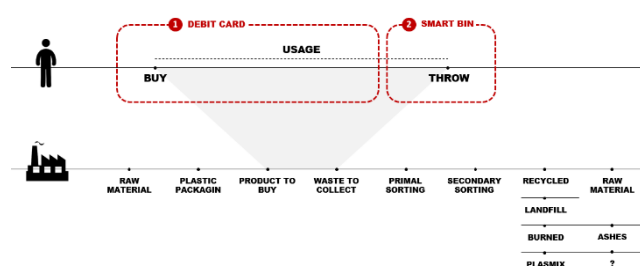 1 DEBIT CARD
2 SMART BIN
USAGE
BUY
THROW
RAW
MATERIAL
PLASTIC
PACKAGIN
PRODUCT TO
BUY
WASTE TO
COLLECT
PRIMAL
SORTING
SECONDARY
SORTING
RECYCLED
RAW
MATERIAL
LANDFILL
BURNED
ASHES
PLASMIX
?